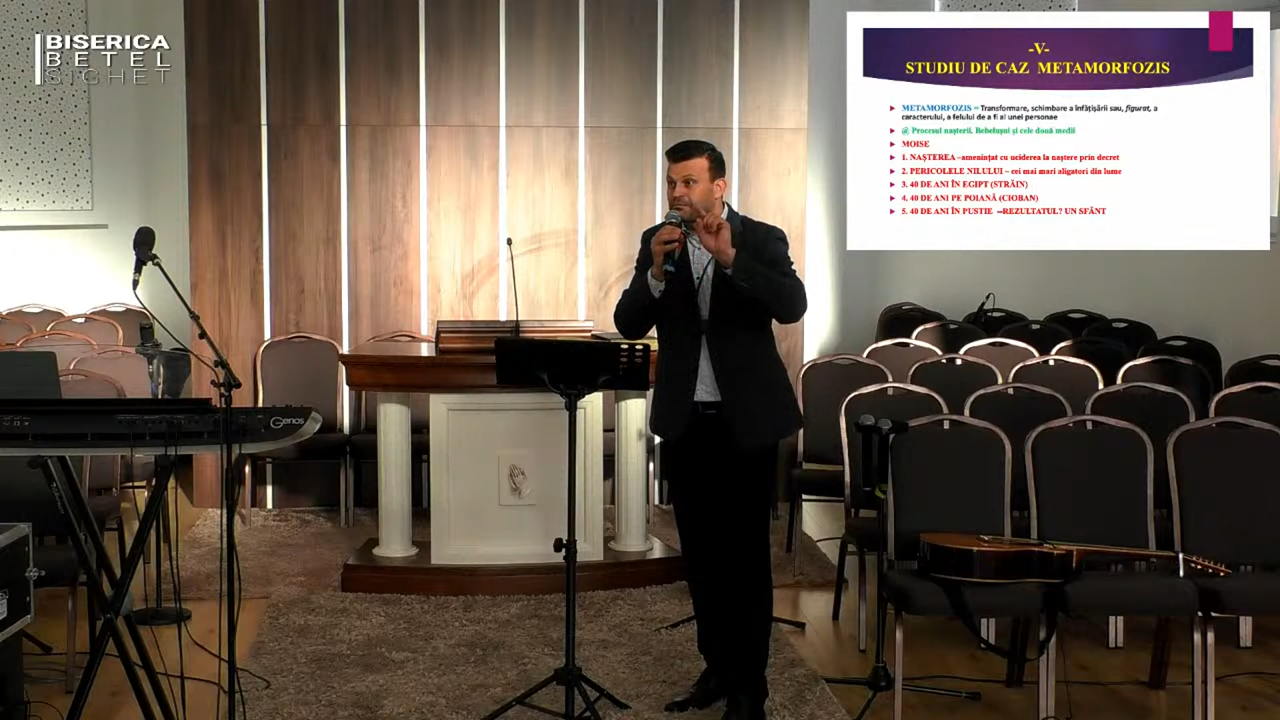 BISERICA
BETEL
SIGHET
-V-
STUDIU DE CAZ METAMORFOZIS
METAMORFOZIS = Transformare, schimbare a înfățișării sau, figurat, a
caracterului, a felului de a fi al unei personae
@ Procesul nașterii. Bebelușul și cele două medii
MOISE
1. NAȘTEREA –amenințat cu uciderea la naștere prin decret
2. PERICOLELE NILULUI – cei mai mari aligatori din lume
3. 40 DE ANI ÎN EGIPT (STRĂIN)
4. 40 DE ANI PE POIANĂ (CIOBAN)
5. 40 DE ANI ÎN PUSTIE –REZULTATUL? UN SFÂNT
Genos